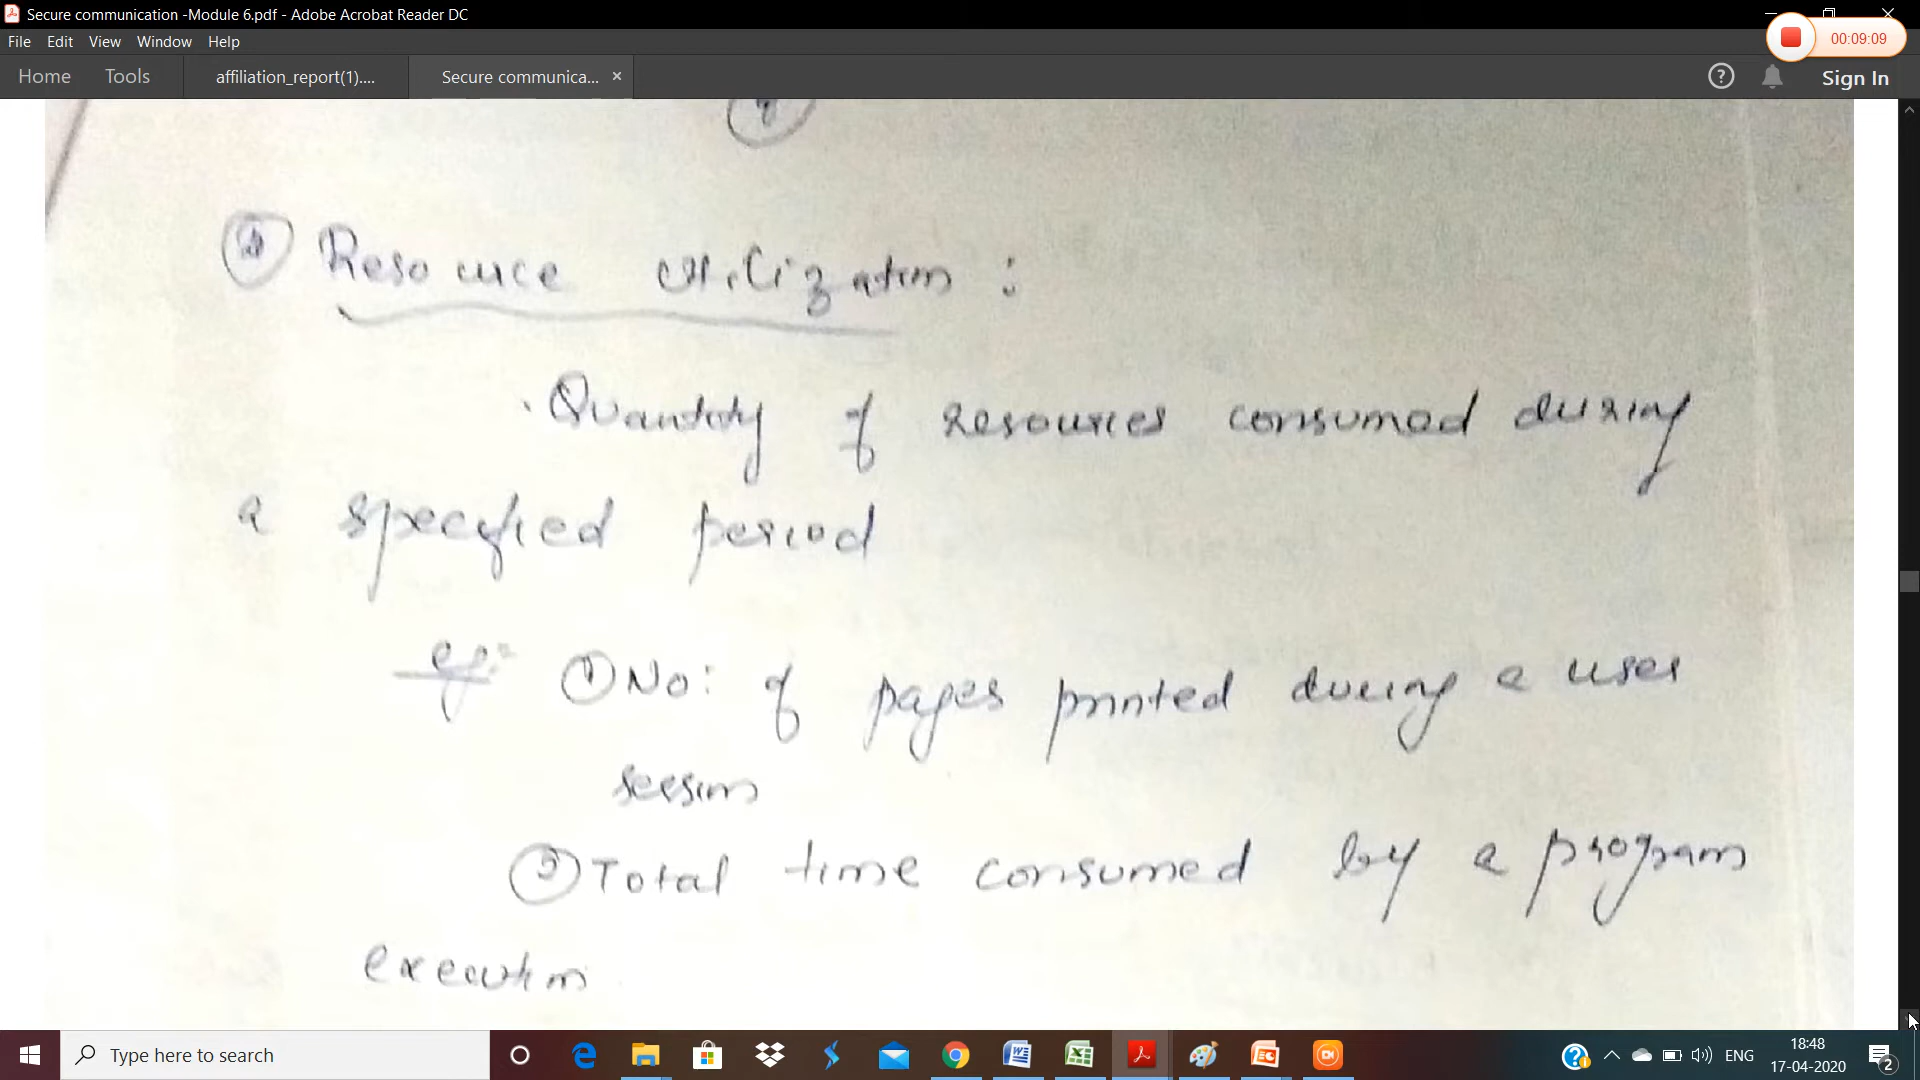 Secure communication -Module 6.pdf - Adobe Acrobat Reader DC
File Edit View Window Help
00:09:09
Home Tools affiliation_report(1).... Secure communica... × Sign In
④ Resource utilization :
Quantity of resources consumed during
a specified period
eg:- ① No: of pages printed during a user
session
② Total time consumed by a program
execution
Type here to search
ENG
18:48
17-04-2020
2